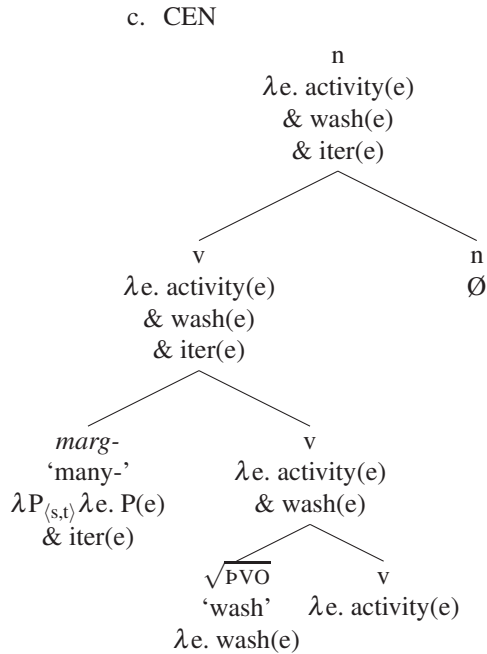 c. CEN
n
λe. activity(e)
& wash(e)
& iter(e)
v
λe. activity(e)
& wash(e)
& iter(e)
n
Ø
marg-
‘many-’
λP⟨s,t⟩λe. P(e)
& iter(e)
v
λe. activity(e)
& wash(e)
√ÞVO
‘wash’
λe. wash(e)
v
λe. activity(e)